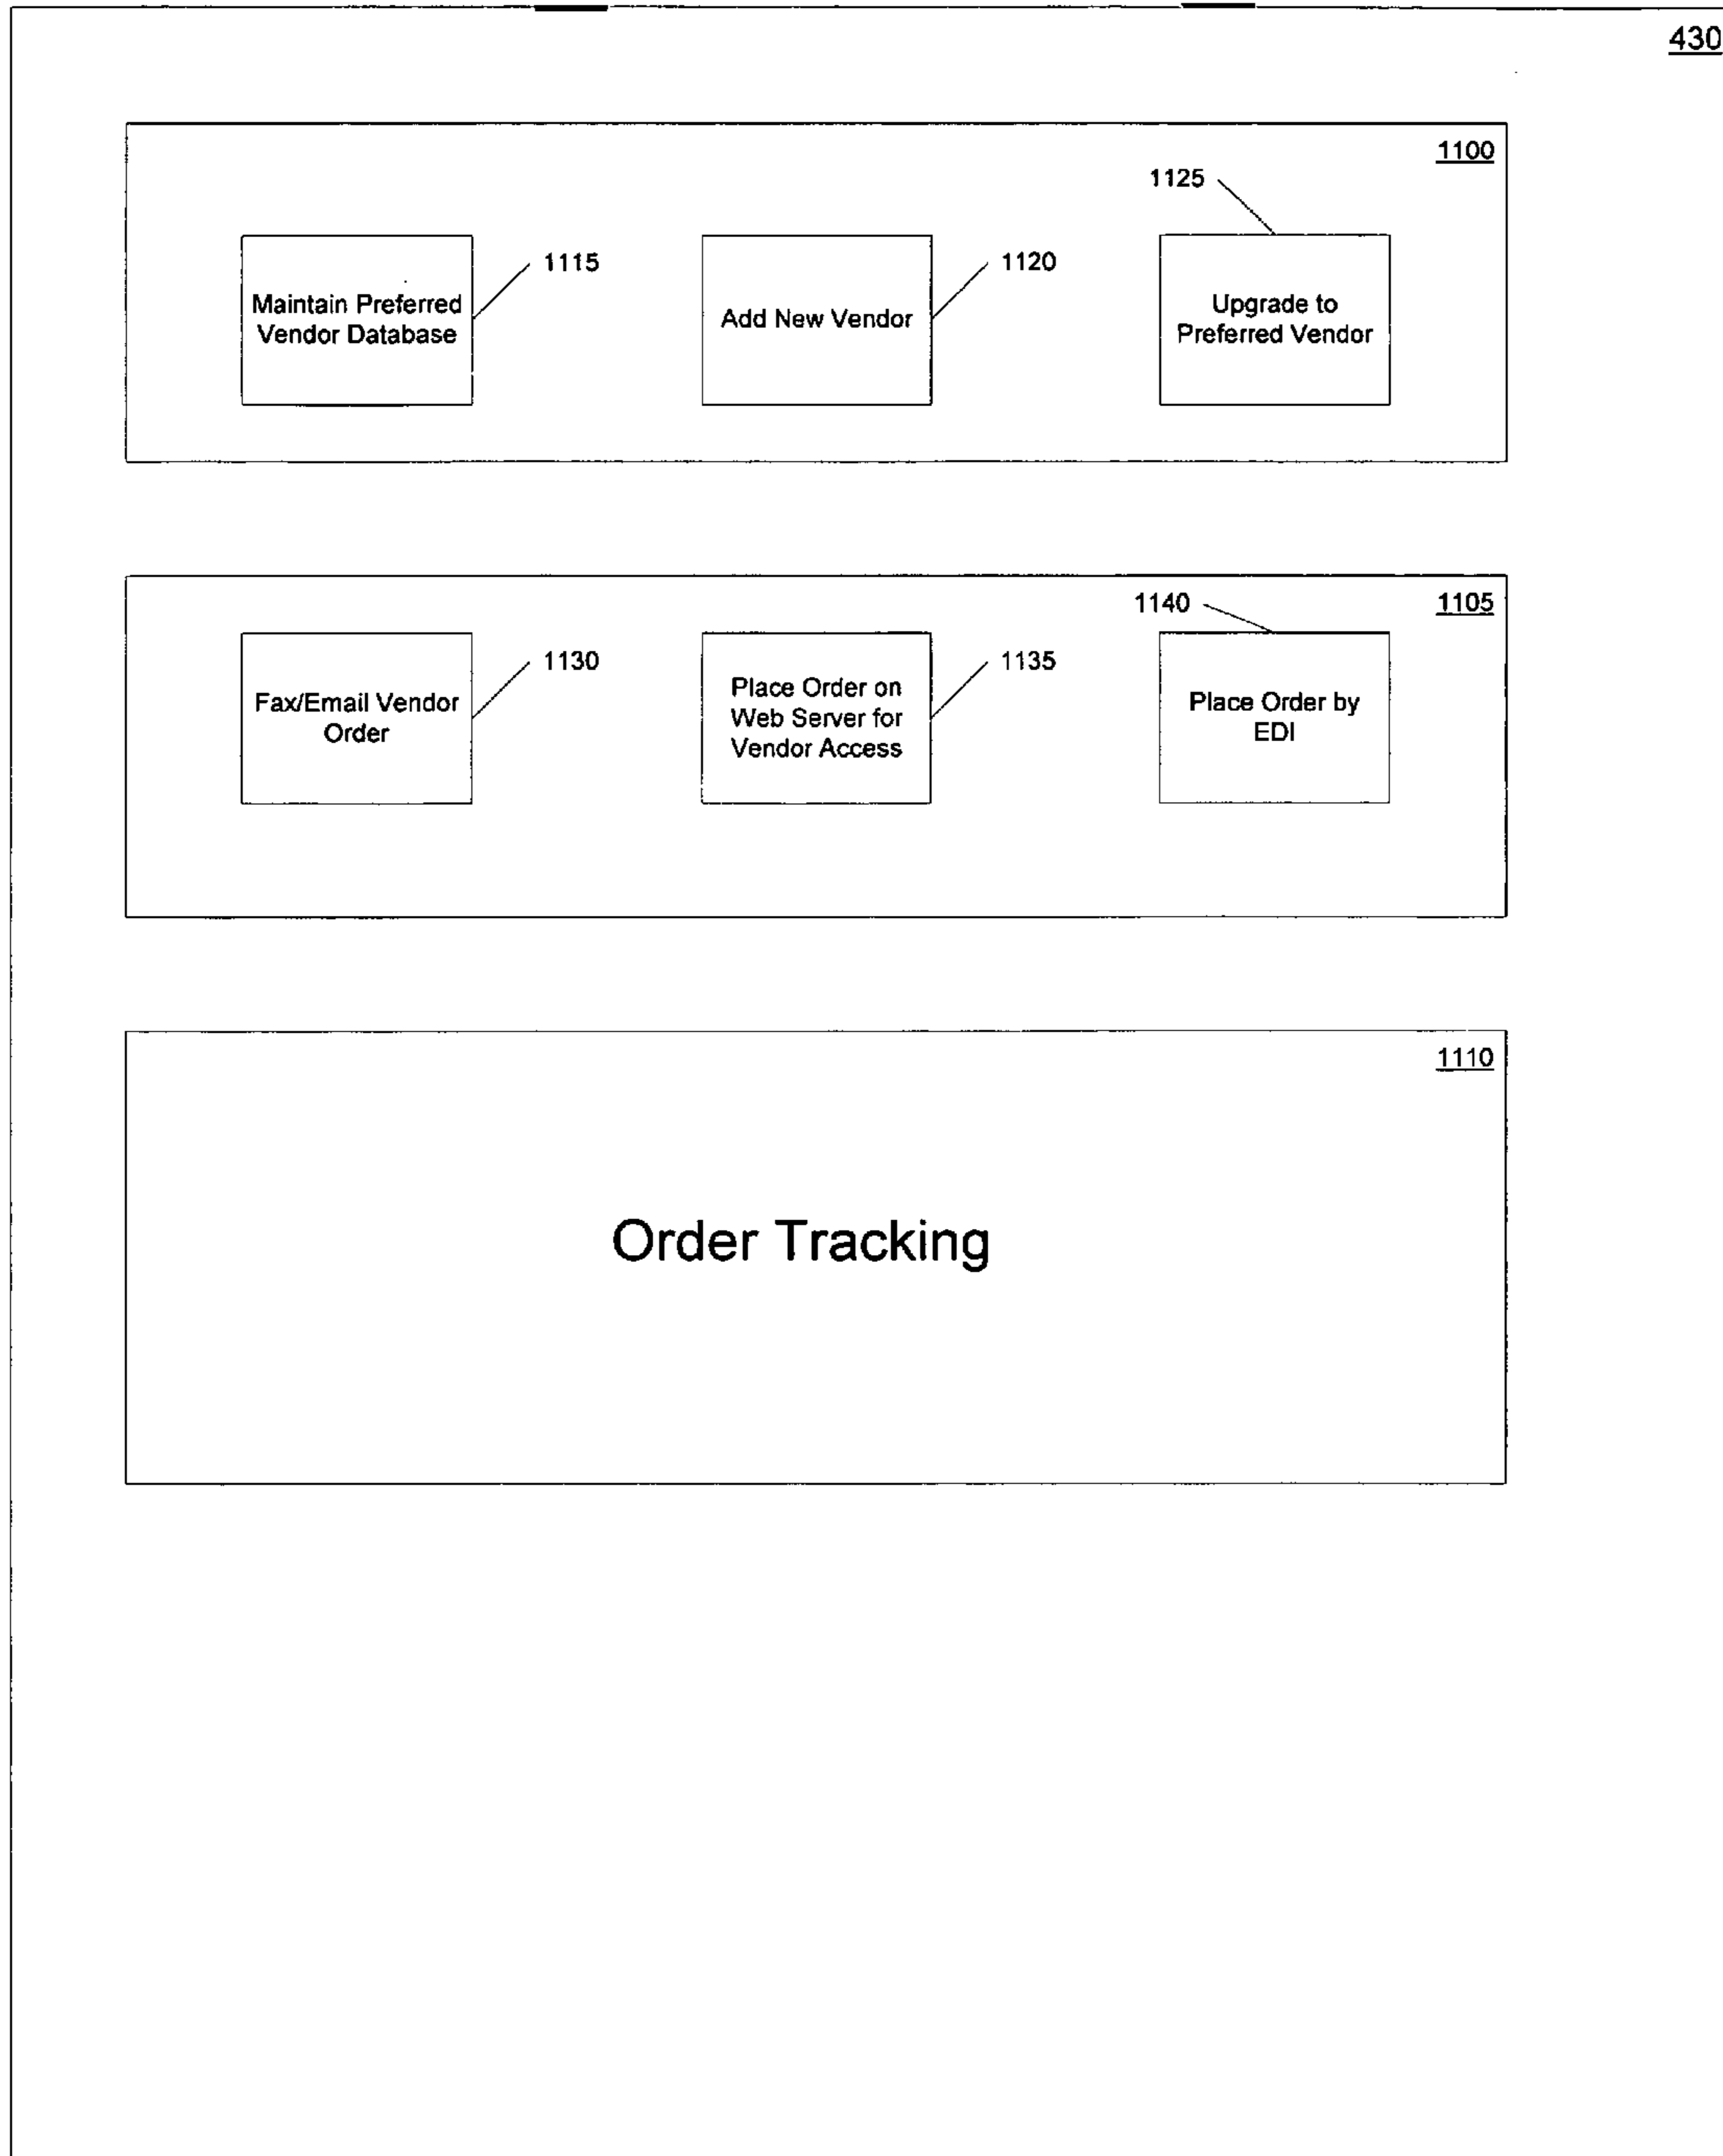 430
1100
1125
1115
1120
Maintain Preferred
Vendor Database
Add New Vendor
Upgrade to
Preferred Vendor
1105
1140
1130
1135
Fax/Email Vendor
Order
Place Order on
Web Server for
Vendor Access
Place Order by
EDI
1110
Order Tracking